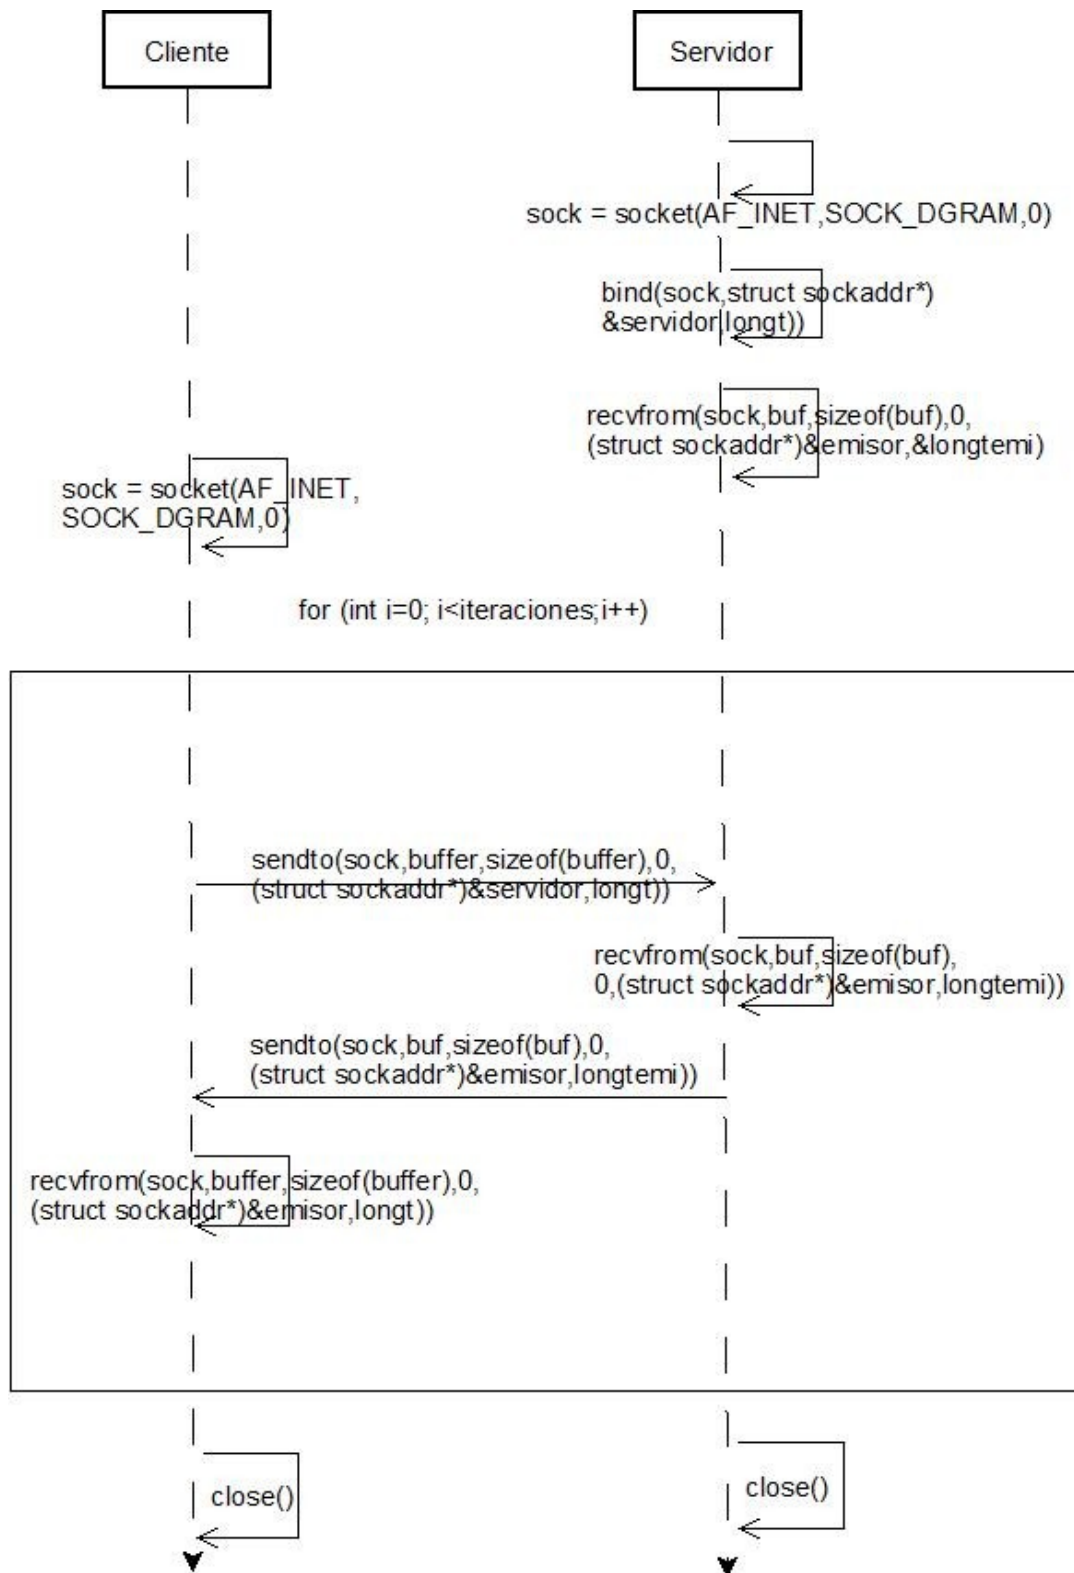 Cliente
Servidor
sock = socket(AF_INET,SOCK_DGRAM,0)
bind(sock,struct sockaddr*)
&servidor,longt))
recvfrom(sock,buf,sizeof(buf),0,
(struct sockaddr*)&emisor,&longtemi)
sock = socket(AF_INET,
SOCK_DGRAM,0)
for (int i=0; i<iteraciones;i++)
sendto(sock,buffer,sizeof(buffer),0,
(struct sockaddr*)&servidor,longt))
recvfrom(sock,buf,sizeof(buf),
0,(struct sockaddr*)&emisor,longtemi))
sendto(sock,buf,sizeof(buf),0,
(struct sockaddr*)&emisor,longtemi))
recvfrom(sock,buffer,sizeof(buffer),0,
(struct sockaddr*)&emisor,longt))
close()
close()